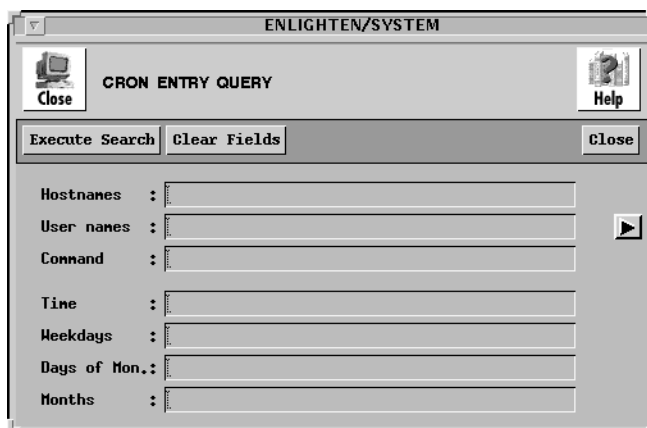 ENLIGHTEN/SYSTEM
Close
CRON ENTRY QUERY
Help
Execute Search Clear Fields Close
Hostnames :
User names :
Command :
Time :
Weekdays :
Days of Mon.:
Months :